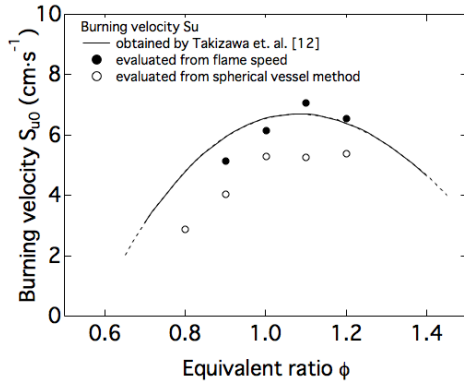 Burning velocity Su
obtained by Takizawa et. al. [12]
evaluated from flame speed
evaluated from spherical vessel method
Burning velocity Su0 (cm·s-1)
10
8
6
4
2
0
0.6 0.8 1.0 1.2 1.4
Equivalent ratio ϕ